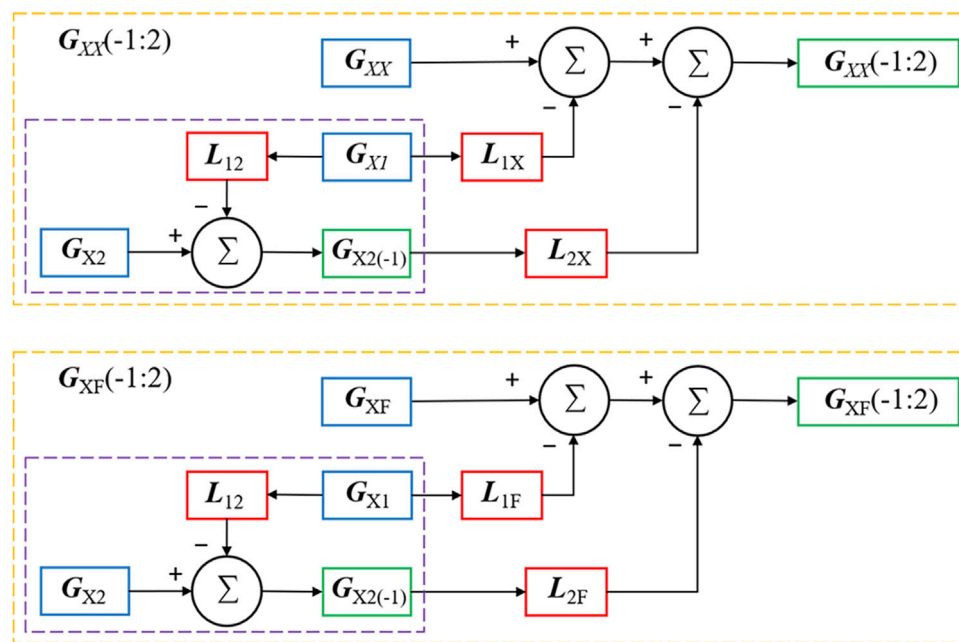 G_XX(-1:2)
G_XX + Σ + Σ G_XX(-1:2)
− −
L_12 G_X1 L_1X
−
G_X2 + Σ G_X2(-1) L_2X
G_XF(-1:2)
G_XF + Σ + Σ G_XF(-1:2)
− −
L_12 G_X1 L_1F
−
G_X2 + Σ G_X2(-1) L_2F